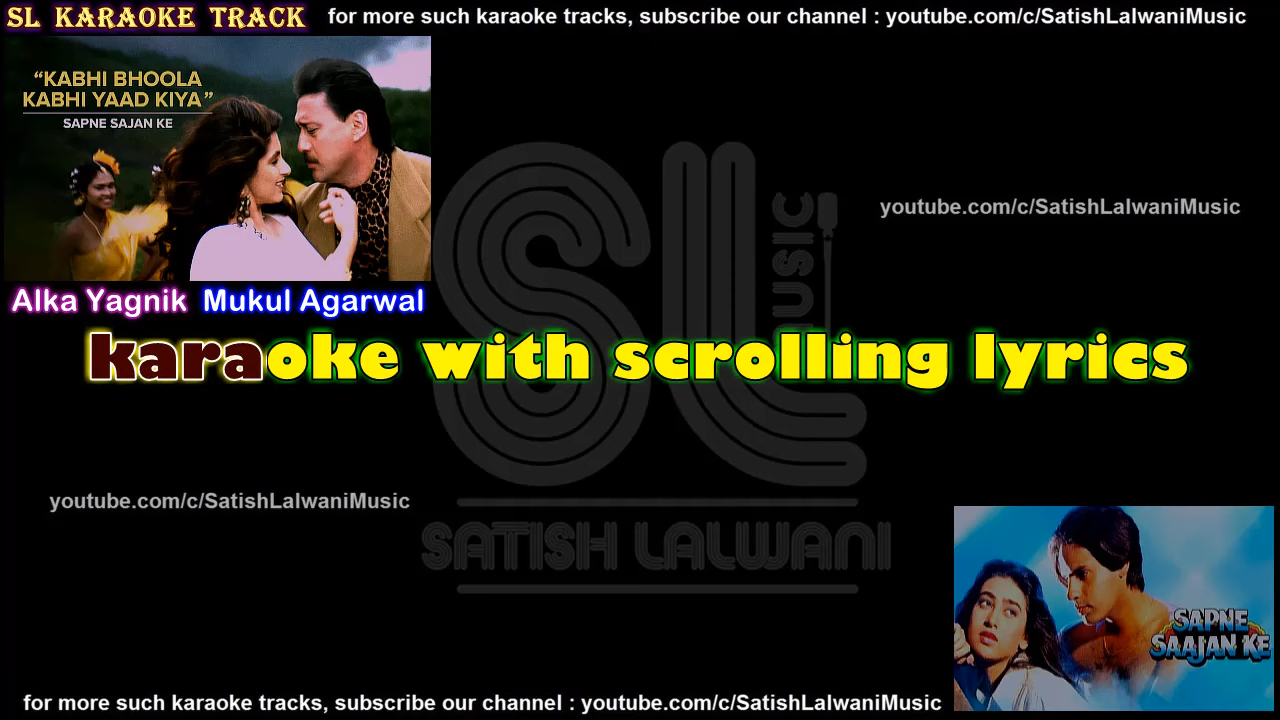 SL KARAOKE TRACK
for more such karaoke tracks, subscribe our channel : youtube.com/c/SatishLalwaniMusic
“KABHI BHOOLA
KABHI YAAD KIYA”
SAPNE SAJAN KE
SL
MUSIC
youtube.com/c/SatishLalwaniMusic
Alka Yagnik Mukul Agarwal
karaoke with scrolling lyrics
youtube.com/c/SatishLalwaniMusic
SATISH LALWANI
SAPNE
SAAJAN KE
for more such karaoke tracks, subscribe our channel : youtube.com/c/SatishLalwaniMusic